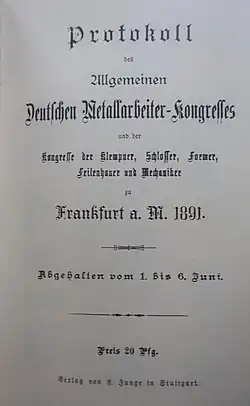 Protokoll
des
Allgemeinen
Deutschen Metallarbeiter-Kongresses
und der
Kongresse der Klempner, Schlosser, Former,
Feilenhauer und Mechaniker
zu
Frankfurt a. M. 1891.
Abgehalten vom 1. bis 6. Juni.
Preis 20 Pfg.
Verlag von A. Junge in Stuttgart.